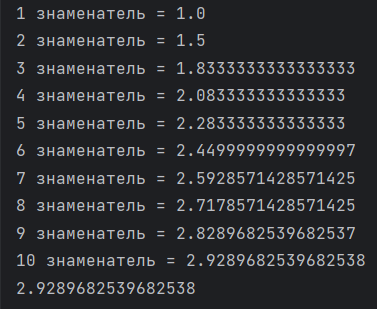 1 знаменатель = 1.0
2 знаменатель = 1.5
3 знаменатель = 1.8333333333333333
4 знаменатель = 2.083333333333333
5 знаменатель = 2.283333333333333
6 знаменатель = 2.4499999999999997
7 знаменатель = 2.5928571428571425
8 знаменатель = 2.7178571428571425
9 знаменатель = 2.8289682539682537
10 знаменатель = 2.9289682539682538
2.9289682539682538